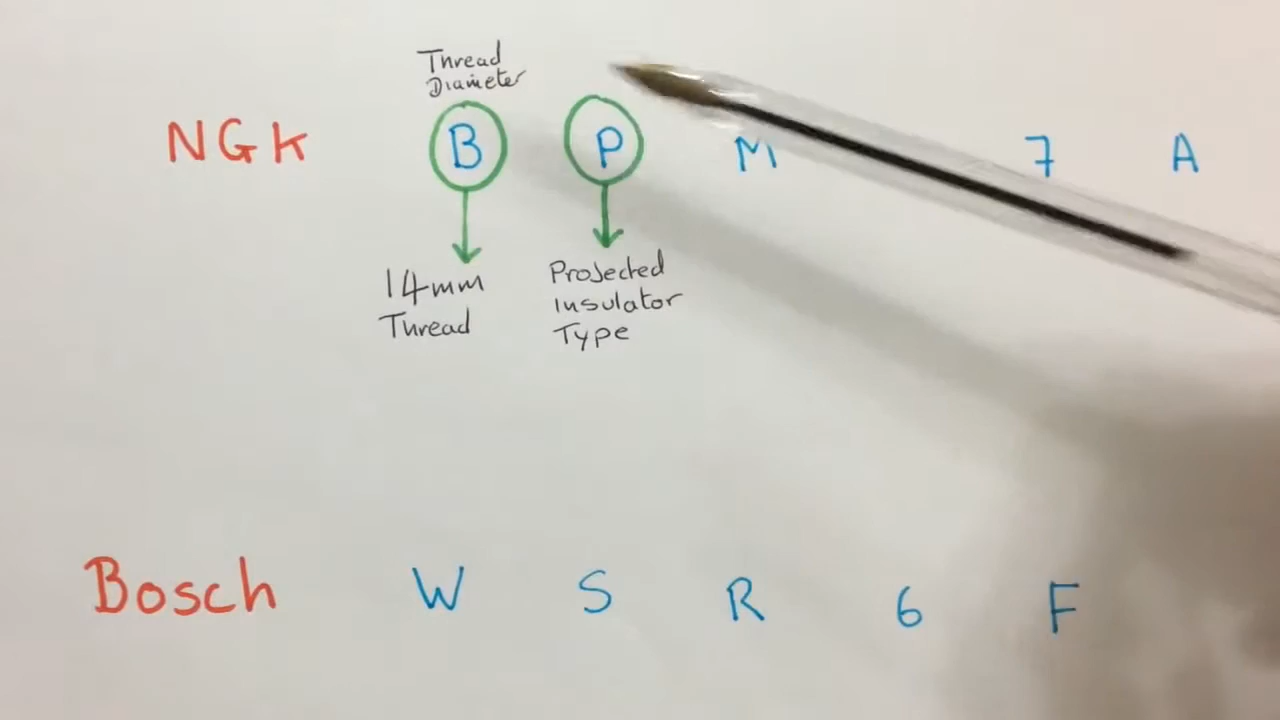 Thread
Diameter
NGK B P M 7 A
14mm
Thread
Projected
Insulator
Type
Bosch W S R 6 F